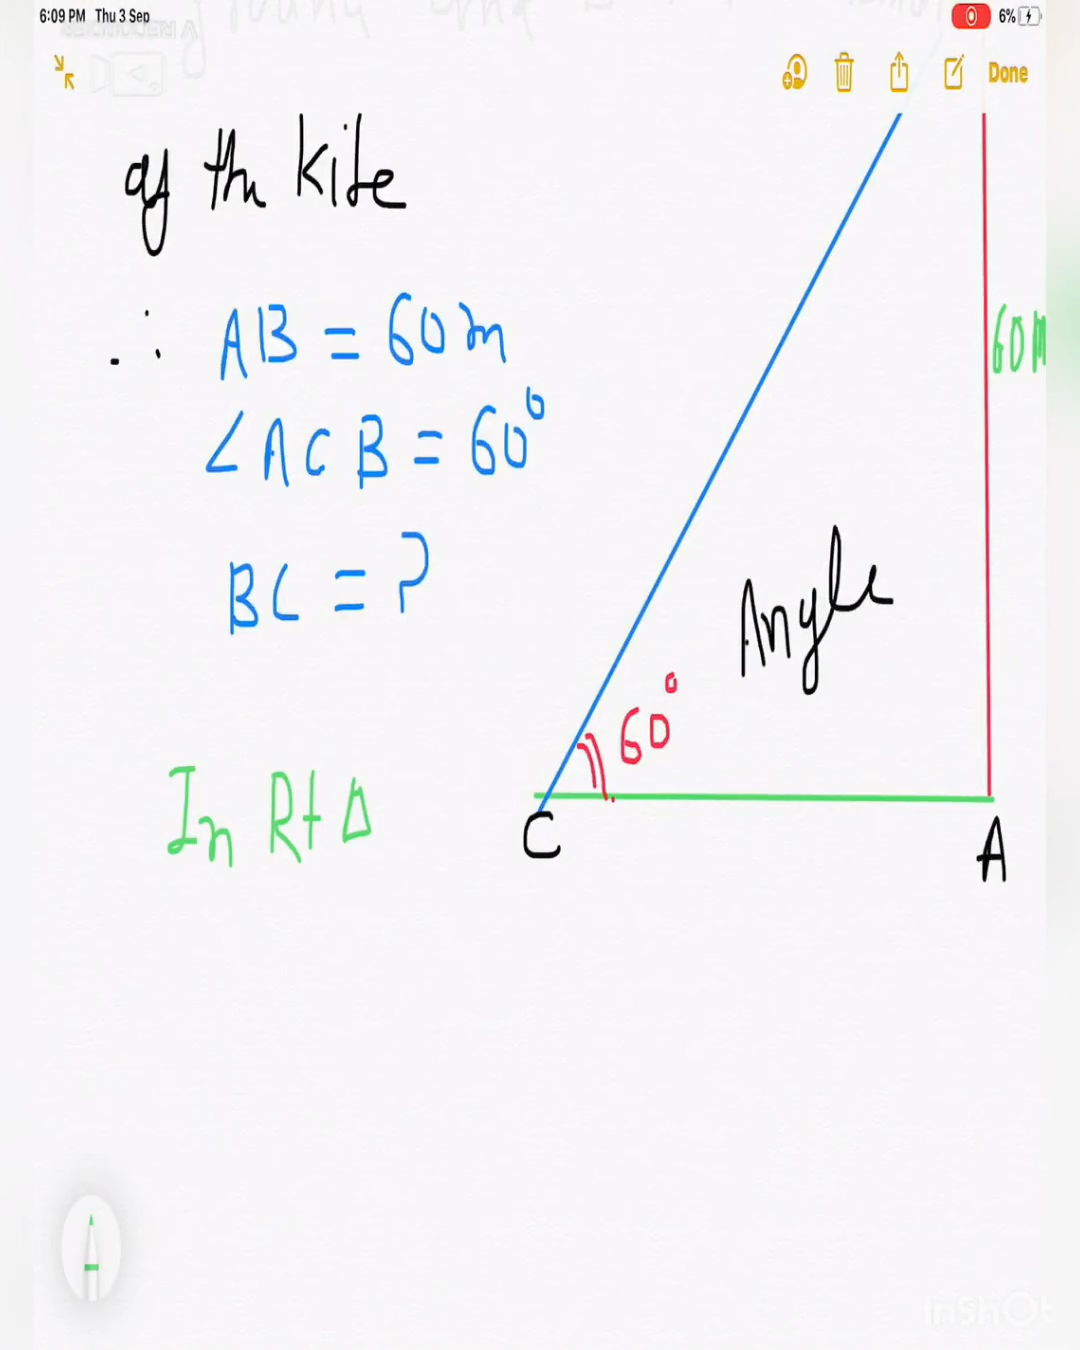 6:09 PM Thu 3 Sep
6%
Done
of the kite
∴ AB = 60m
∠ACB = 60°
BC = ?
60m
Angle
60°
In Rt Δ
C
A
InShOt